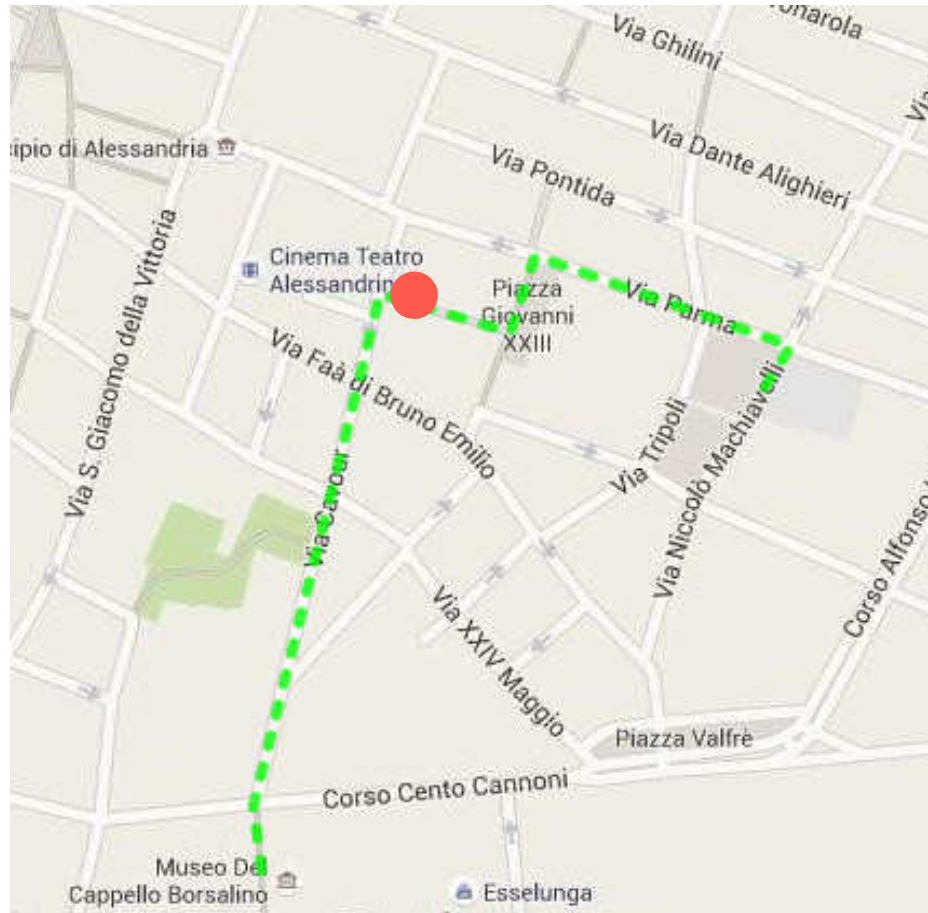 Via Ghilini
cipio di Alessandria
Via Dante Alighieri
Via Pontida
Via S. Giacomo della Vittoria
Cinema Teatro
Piazza
Giovanni
XXIII
Via Parma
Via Faà di Bruno Emilio
Via Tripoli
Via Niccolò Machiavelli
Via Cavour
Corso Alfonso
Via XXIV Maggio
Piazza Valfrè
Corso Cento Cannoni
Museo Del
Cappello Borsalino
Esselunga